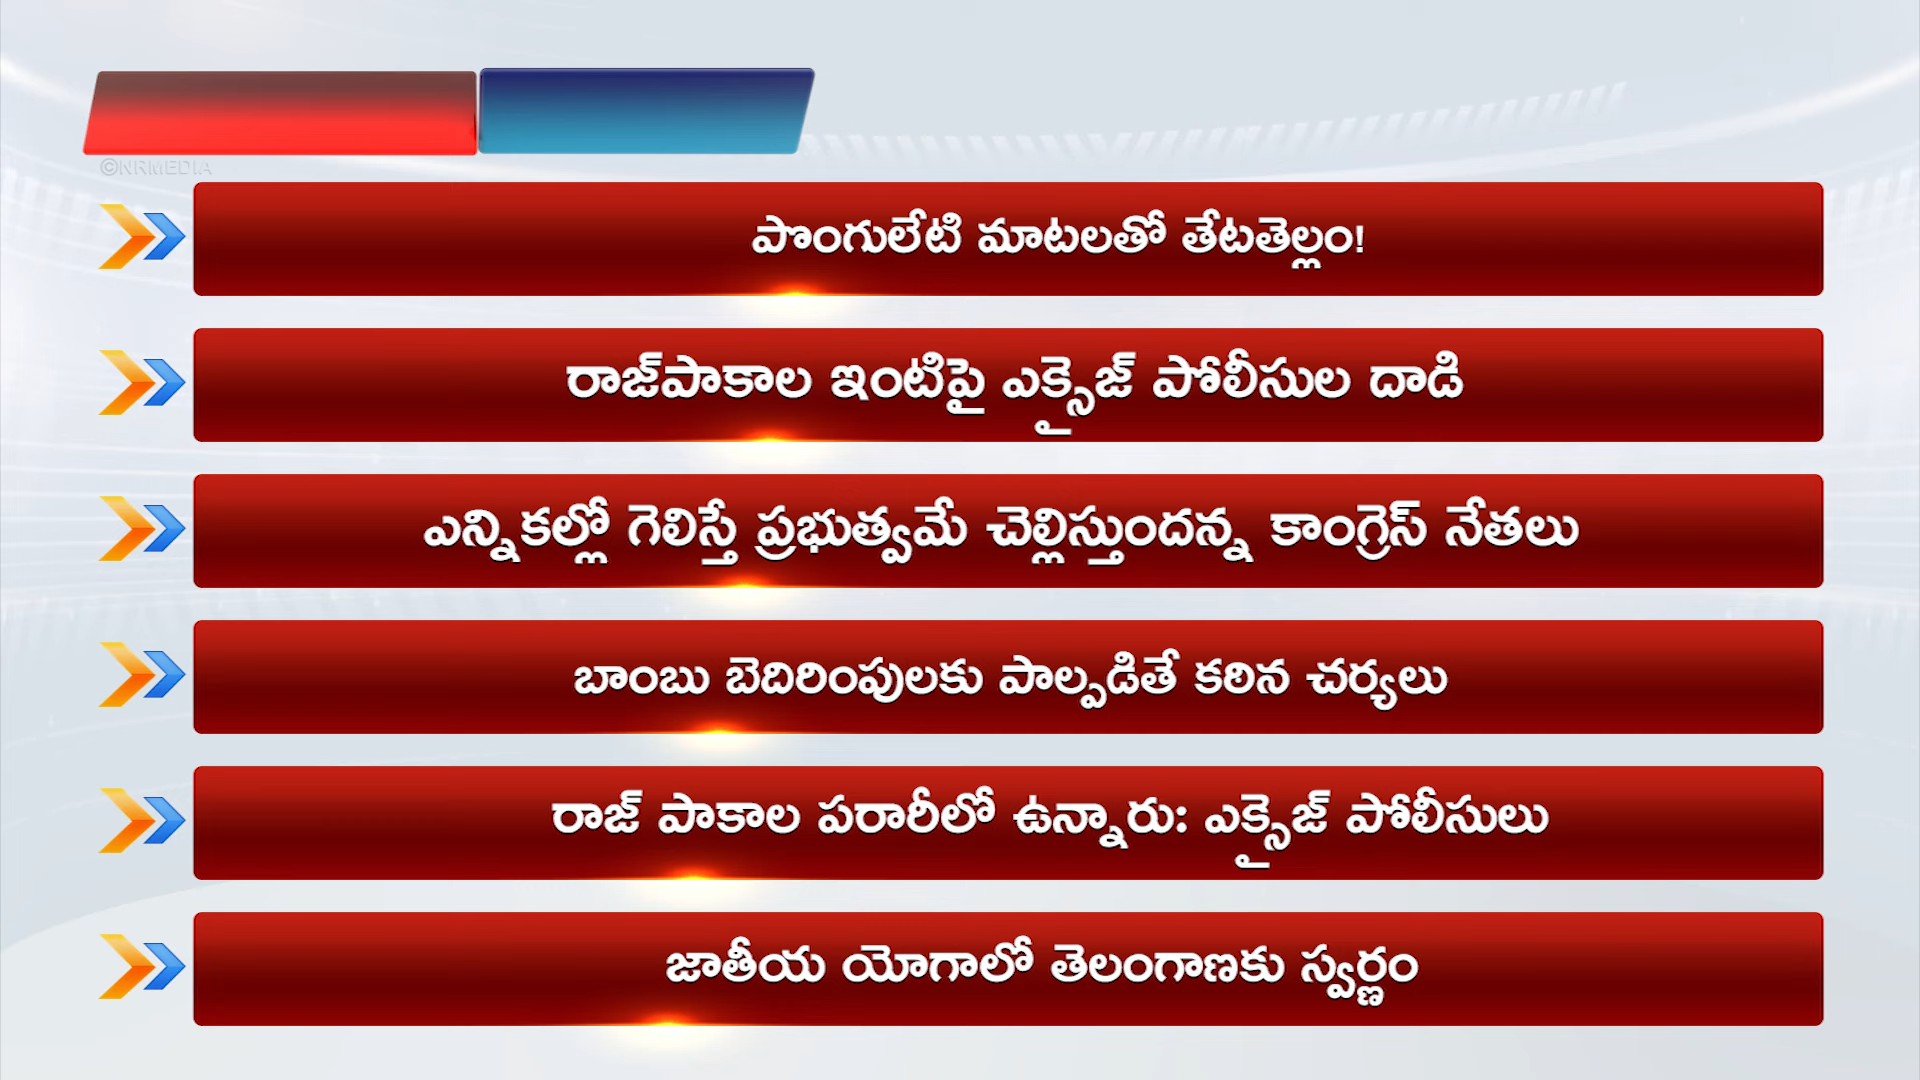 ©NRMEDIA
పొంగులేటి మాటలతో తేటతెల్లం!
రాజ్‌పాకాల ఇంటిపై ఎక్సైజ్ పోలీసుల దాడి
ఎన్నికల్లో గెలిస్తే ప్రభుత్వమే చెల్లిస్తుందన్న కాంగ్రెస్ నేతలు
బాంబు బెదిరింపులకు పాల్పడితే కఠిన చర్యలు
రాజ్ పాకాల పరారీలో ఉన్నారు: ఎక్సైజ్ పోలీసులు
జాతీయ యోగాలో తెలంగాణకు స్వర్ణం